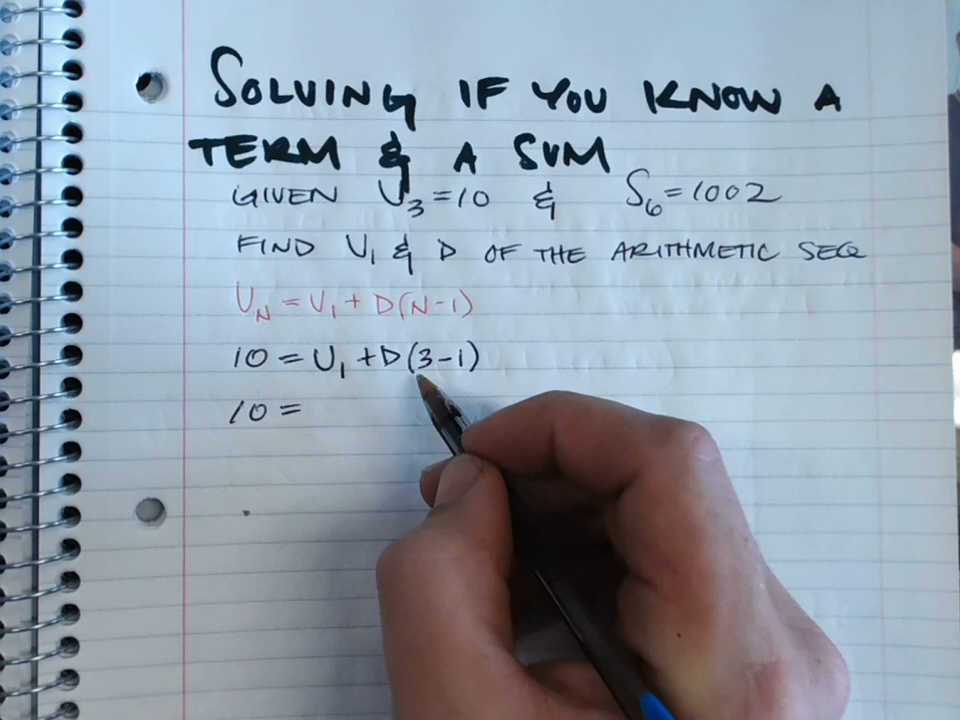 SOLVING IF YOU KNOW A
TERM & A SUM
GIVEN U₃=10 & S₆=1002
FIND U₁ & D OF THE ARITHMETIC SEQ
U_N = U₁ + D(N-1)
10 = U₁ + D(3-1)
10 =